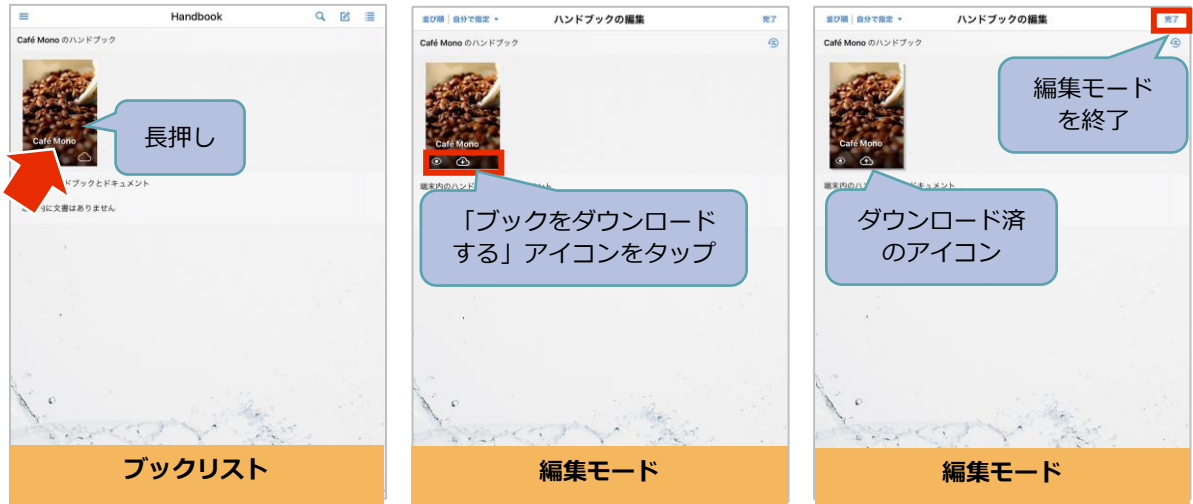 Handbook
Café Mono のハンドブック
Café Mono
長押し
ドブックとドキュメント
内に文書はありません
ブックリスト
並び順 自分で指定
ハンドブックの編集
完了
Café Mono のハンドブック
Café Mono
端末内のハンド
「ブックをダウンロード
する」アイコンをタップ
編集モード
並び順 自分で指定
ハンドブックの編集
完了
Café Mono のハンドブック
編集モード
を終了
Café Mono
端末内のハン
ドキュメント
ダウンロード済
のアイコン
編集モード